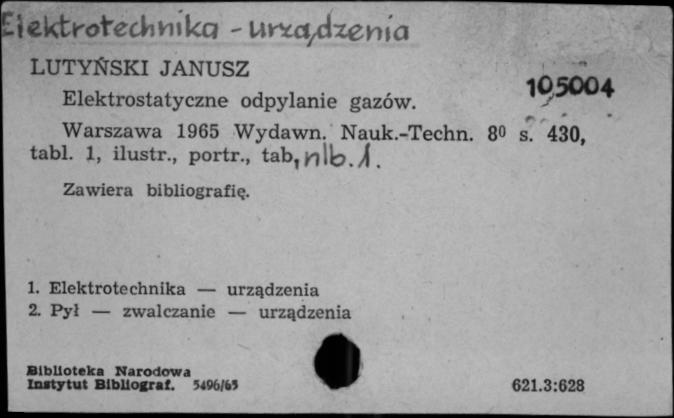 Elektrotechnika - urządzenia
LUTYŃSKI JANUSZ
105004
Elektrostatyczne odpylanie gazów.
Warszawa 1965 Wydawn. Nauk.-Techn. 8⁰ s. 430,
tabl. 1, ilustr., portr., tab, nlb. 1.
Zawiera bibliografię.
1. Elektrotechnika — urządzenia
2. Pył — zwalczanie — urządzenia
Biblioteka Narodowa
Instytut Bibliograf. 5496/65
621.3:628